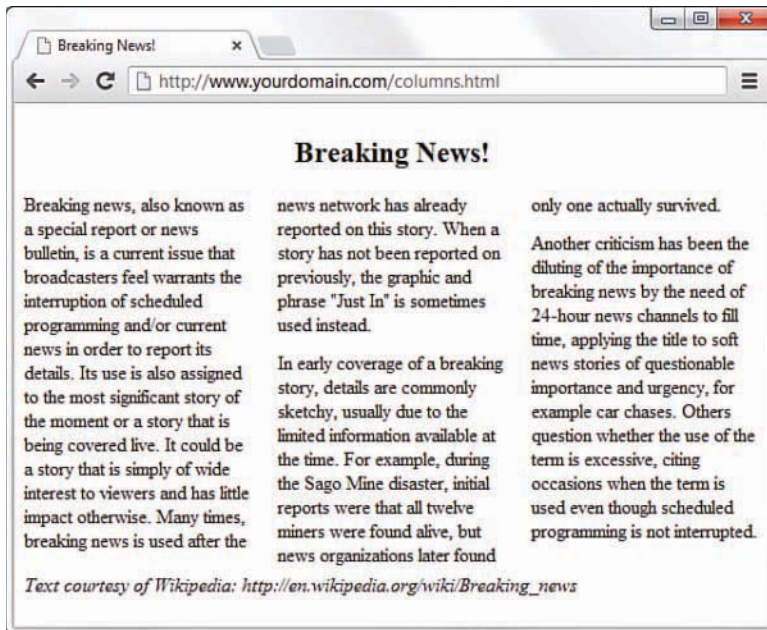 Breaking News!
http://www.yourdomain.com/columns.html
Breaking News!
Breaking news, also known as
a special report or news
bulletin, is a current issue that
broadcasters feel warrants the
interruption of scheduled
programming and/or current
news in order to report its
details. Its use is also assigned
to the most significant story of
the moment or a story that is
being covered live. It could be
a story that is simply of wide
interest to viewers and has little
impact otherwise. Many times,
breaking news is used after the
news network has already
reported on this story. When a
story has not been reported on
previously, the graphic and
phrase "Just In" is sometimes
used instead.
In early coverage of a breaking
story, details are commonly
sketchy, usually due to the
limited information available at
the time. For example, during
the Sago Mine disaster, initial
reports were that all twelve
miners were found alive, but
news organizations later found
only one actually survived.
Another criticism has been the
diluting of the importance of
breaking news by the need of
24-hour news channels to fill
time, applying the title to soft
news stories of questionable
importance and urgency, for
example car chases. Others
question whether the use of the
term is excessive, citing
occasions when the term is
used even though scheduled
programming is not interrupted.
Text courtesy of Wikipedia: http://en.wikipedia.org/wiki/Breaking_news